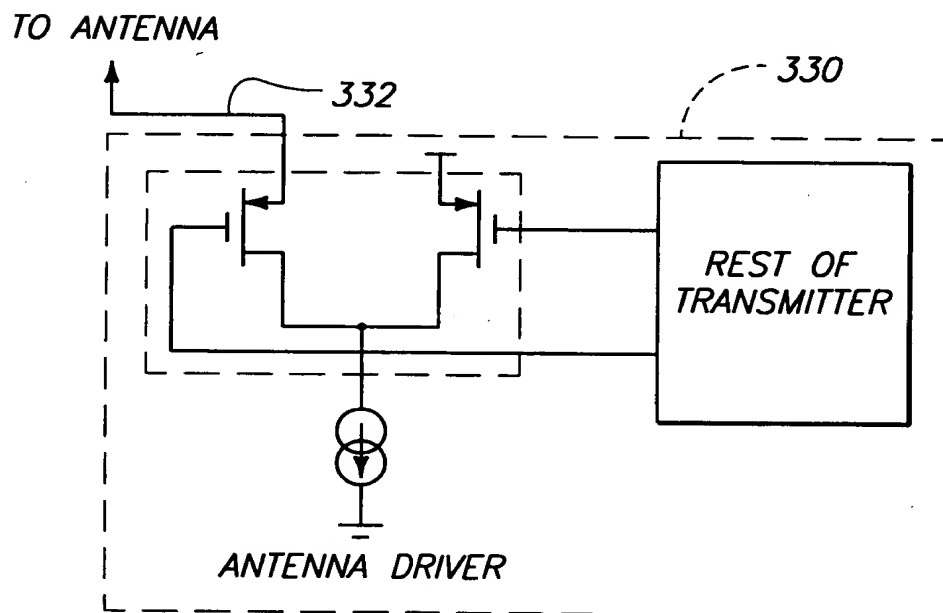 TO ANTENNA
332
330
REST OF
TRANSMITTER
ANTENNA DRIVER